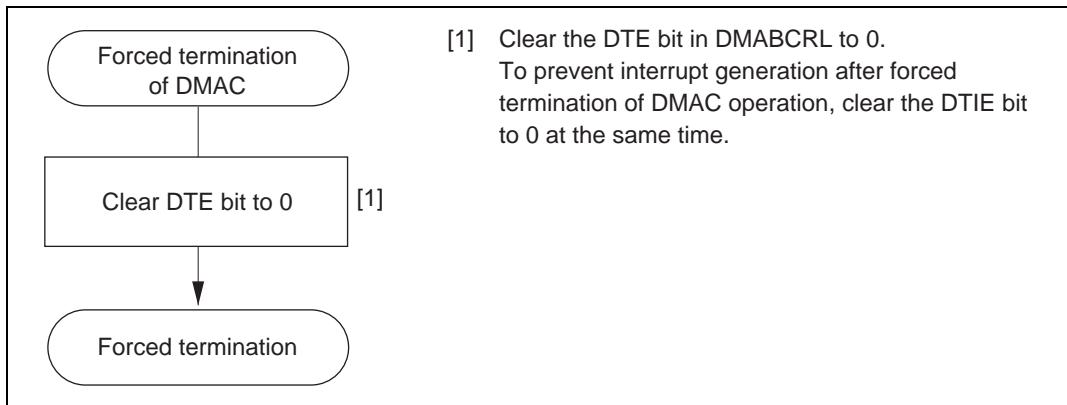 Forced termination
of DMAC
Clear DTE bit to 0
[1]
Forced termination
[1] Clear the DTE bit in DMABCRL to 0.
To prevent interrupt generation after forced
termination of DMAC operation, clear the DTIE bit
to 0 at the same time.